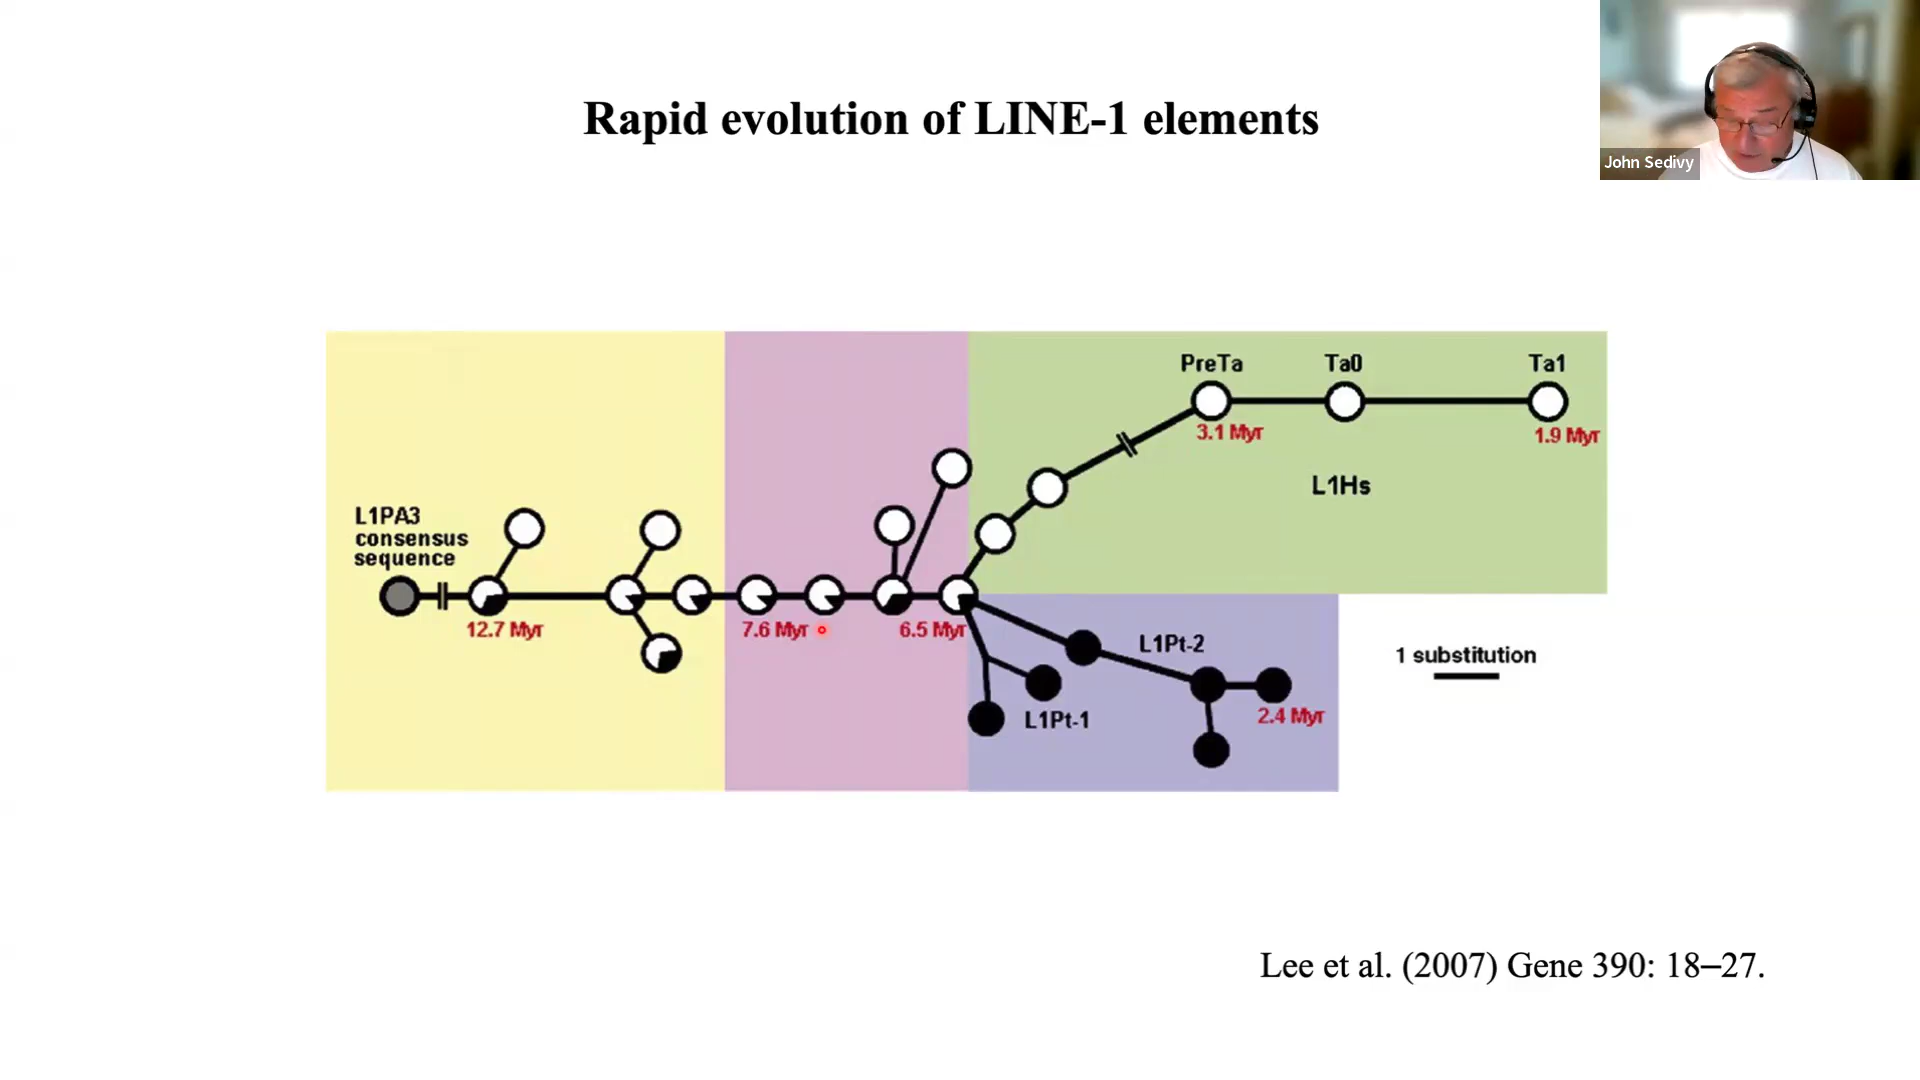 Rapid evolution of LINE-1 elements
John Sedivy
PreTa
Ta0
Ta1
3.1 Myr
1.9 Myr
L1Hs
L1PA3
consensus
sequence
12.7 Myr
7.6 Myr
6.5 Myr
L1Pt-2
L1Pt-1
2.4 Myr
1 substitution
Lee et al. (2007) Gene 390: 18–27.